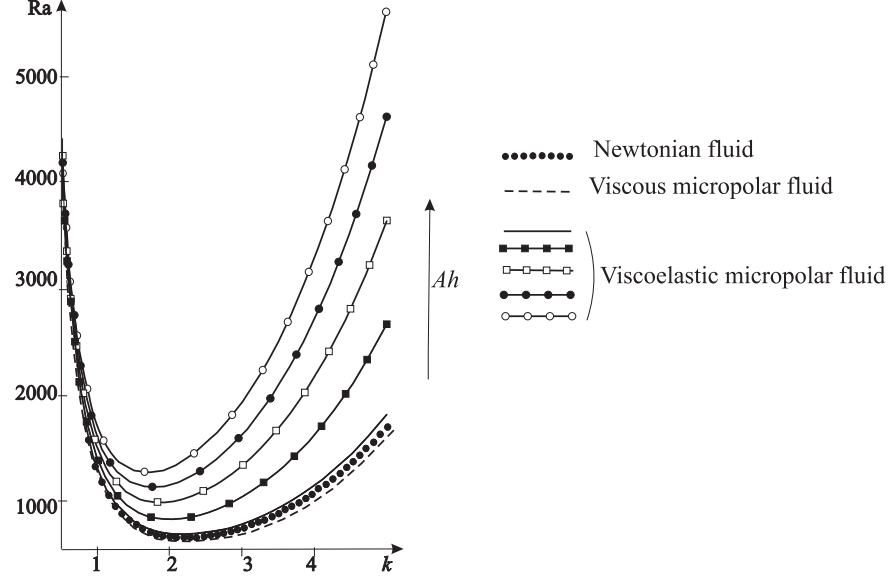 Ra
5000
4000
3000
2000
1000
1 2 3 4 k
Ah
Newtonian fluid
Viscous micropolar fluid
Viscoelastic micropolar fluid